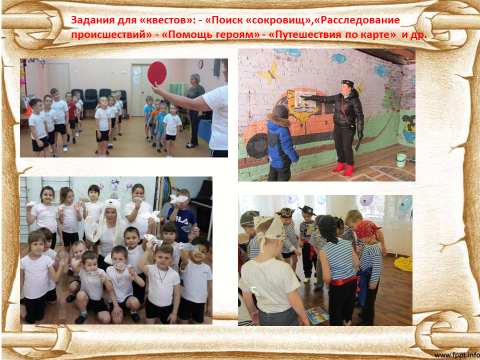 Задания для «квестов»: - «Поиск «сокровищ»,«Расследование
происшествий» - «Помощь героям» - «Путешествия по карте»  и др.
www.fppt.info